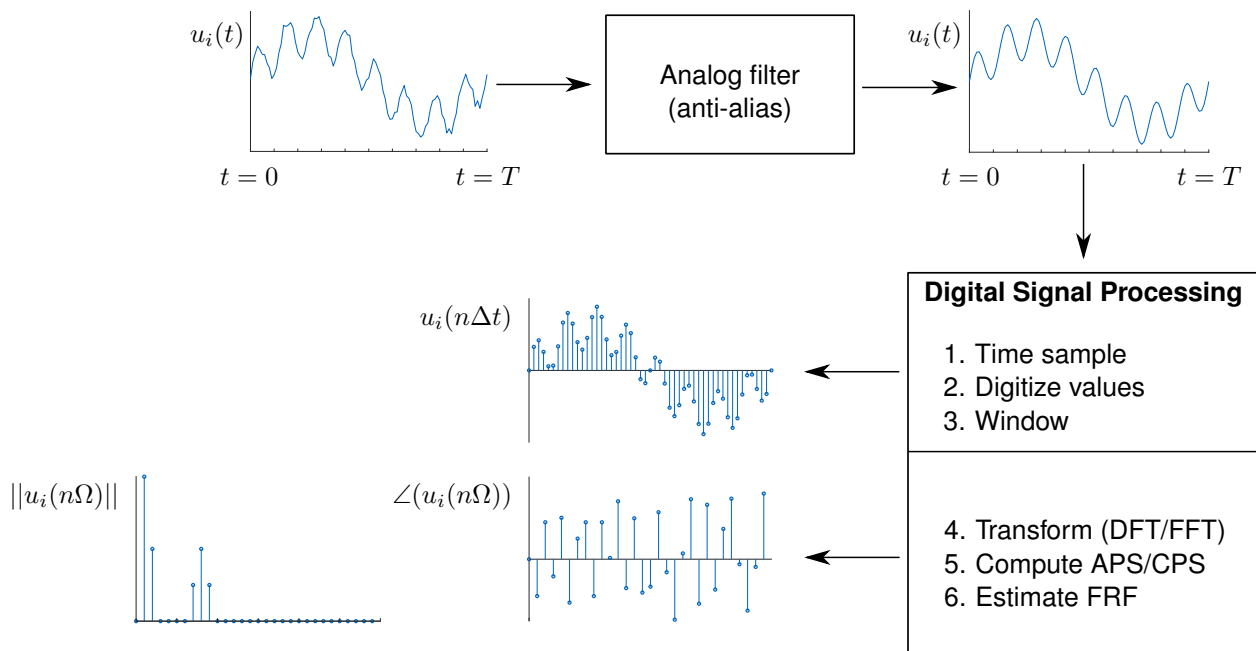 u_i(t)
t = 0
t = T
Analog filter
(anti-alias)
u_i(t)
t = 0
t = T
Digital Signal Processing
1. Time sample
2. Digitize values
3. Window
u_i(nΔt)
4. Transform (DFT/FFT)
5. Compute APS/CPS
6. Estimate FRF
||u_i(nΩ)||
∠(u_i(nΩ))